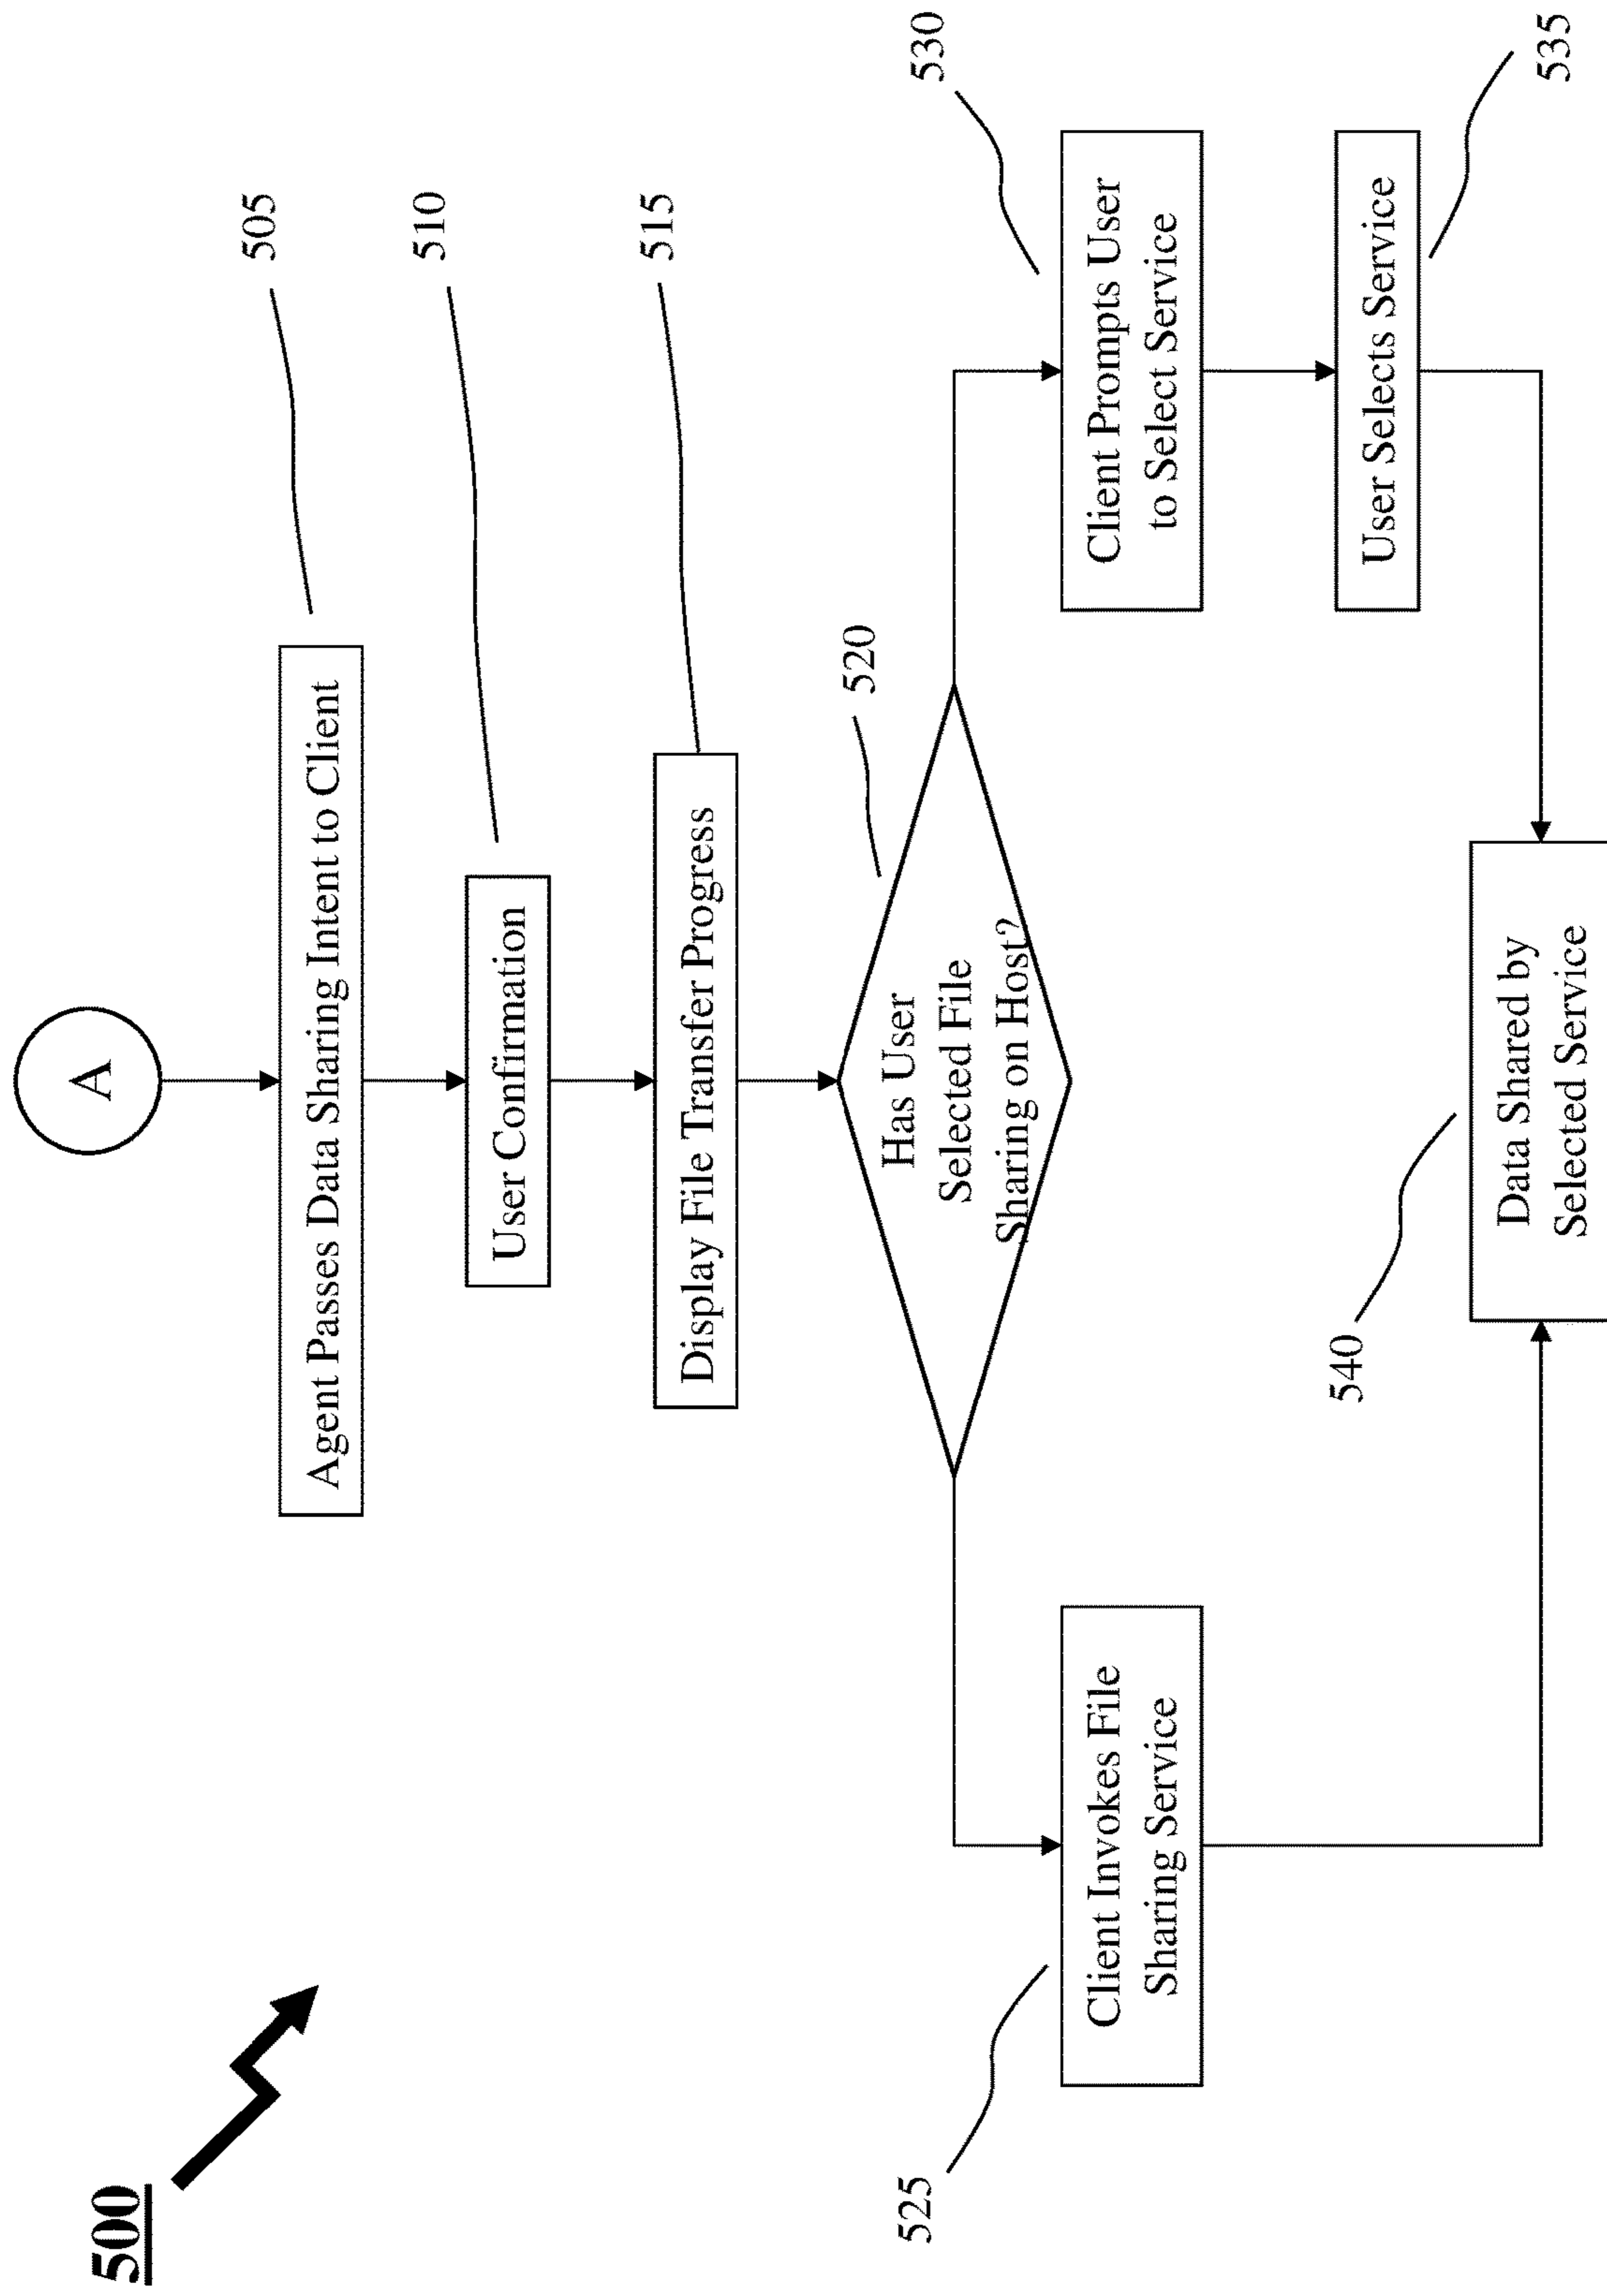 500
A
505
Agent Passes Data Sharing Intent to Client
510
User Confirmation
515
Display File Transfer Progress
520
Has User
Selected File
Sharing on Host?
525
Client Invokes File
Sharing Service
530
Client Prompts User
to Select Service
535
User Selects Service
540
Data Shared by
Selected Service